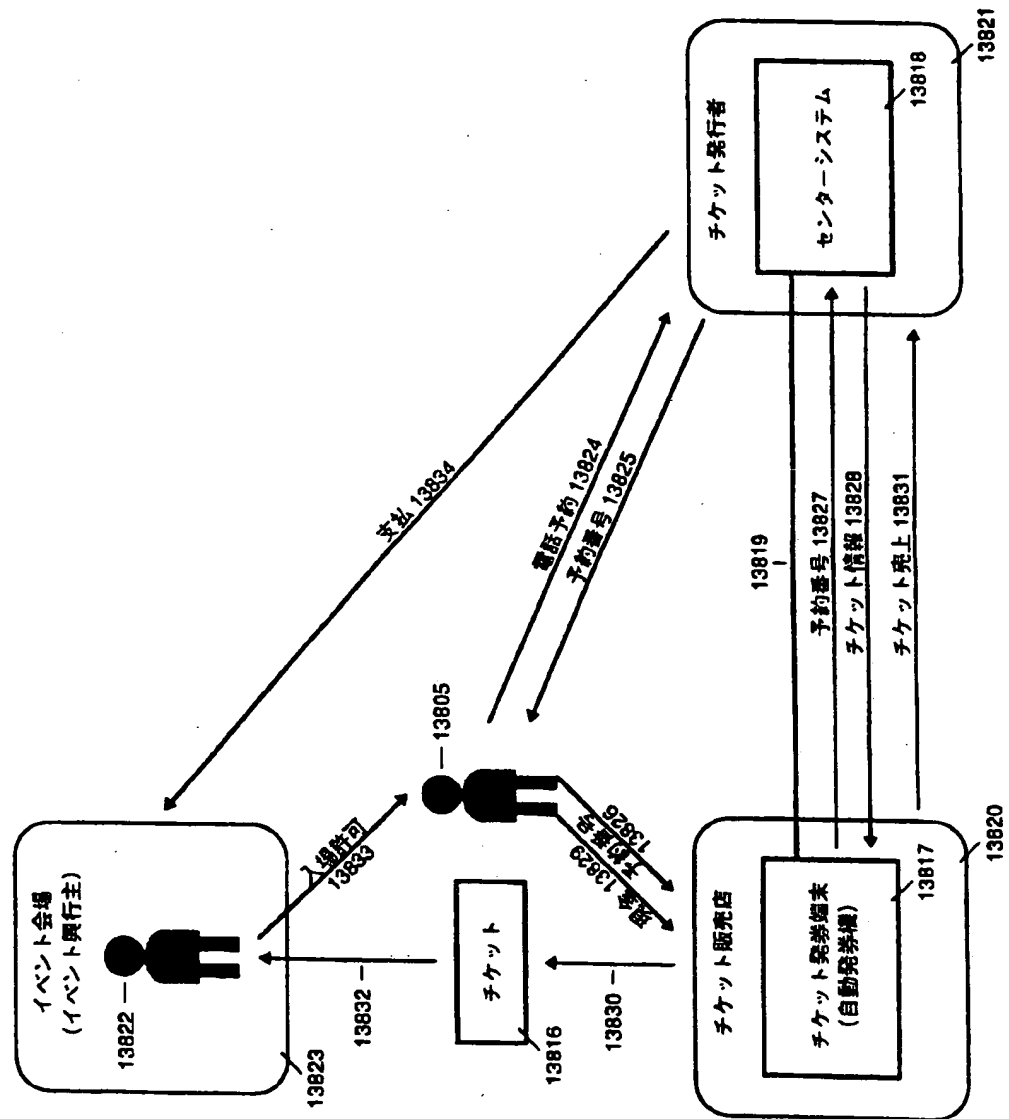 イベント会場
(イベント興行主)
13822
13823
入場許可
13833
13832
チケット
13816
13830
13805
現金 13829
予約番号
13826
支払 13834
電話予約 13824
予約番号 13825
チケット販売店
チケット発券端末
(自動発券機)
13817
13820
13819
予約番号 13827
チケット情報 13828
チケット売上 13831
チケット発行者
センターシステム
13818
13821